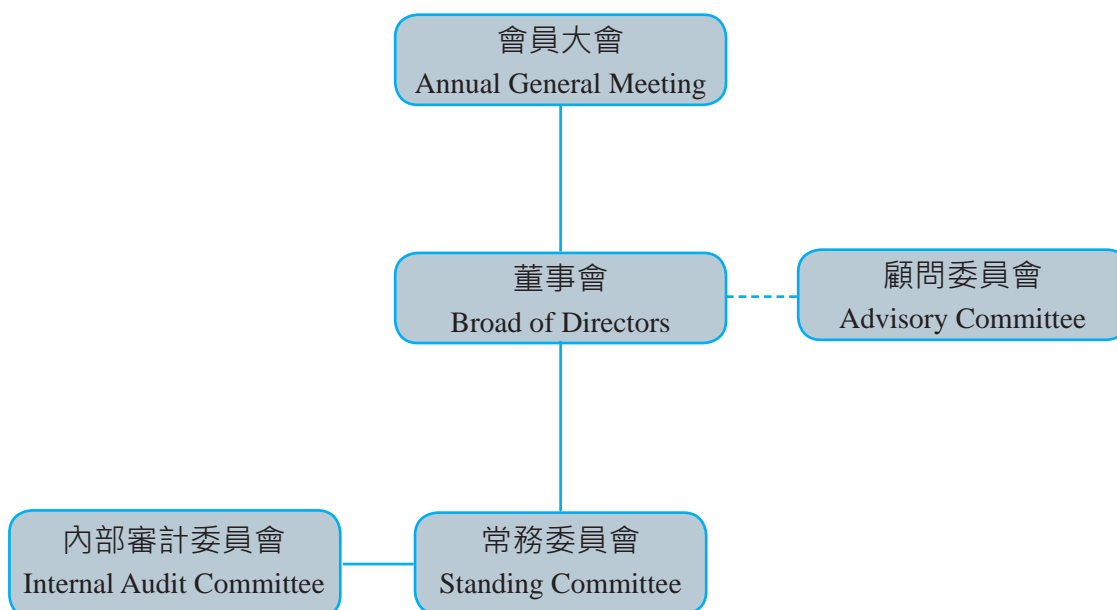 會員大會
Annual General Meeting
董事會
Broad of Directors
顧問委員會
Advisory Committee
內部審計委員會
Internal Audit Committee
常務委員會
Standing Committee